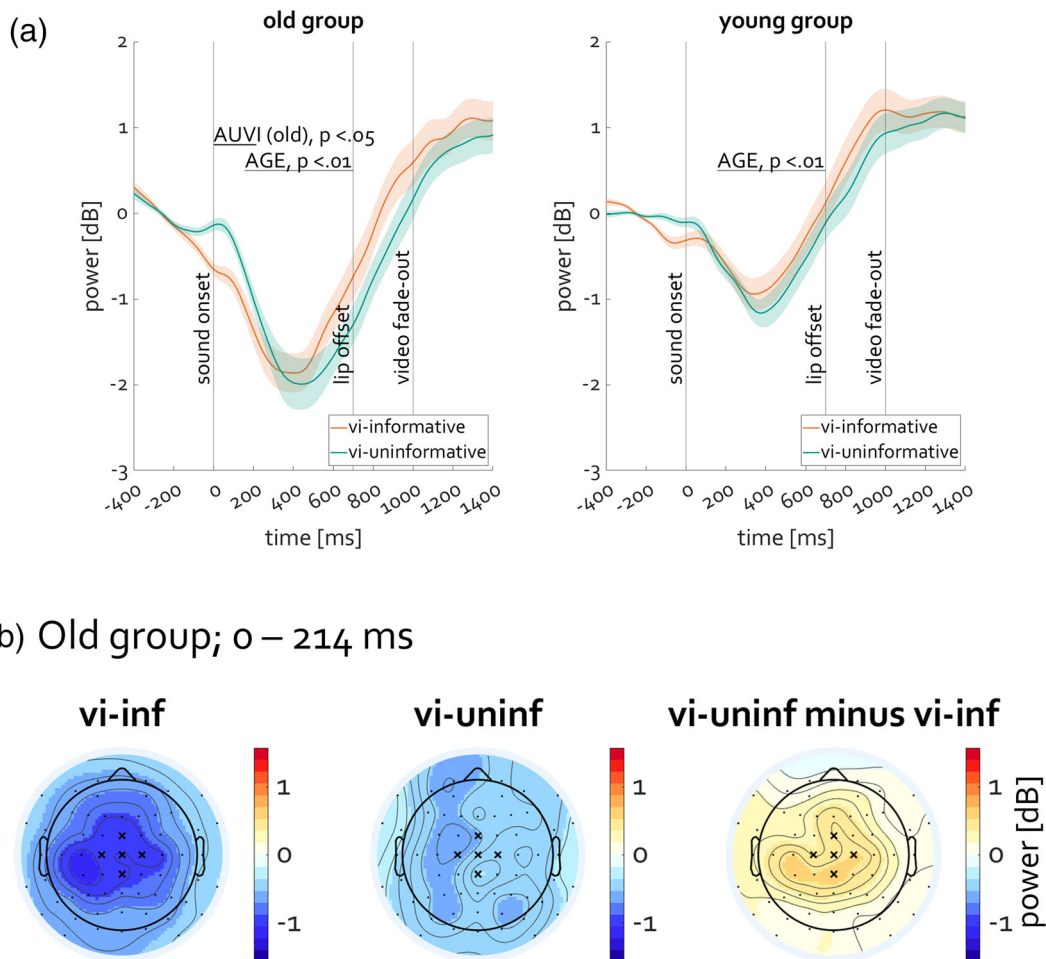 (a)
old group
young group
2
1
0
-1
-2
-3
power [dB]
AUVI (old), p <.05
AGE, p <.01
sound onset
lip offset
video fade-out
vi-informative
vi-uninformative
-400
-200
0
200
400
600
800
1000
1200
1400
time [ms]
2
1
0
-1
-2
-3
power [dB]
AGE, p <.01
sound onset
lip offset
video fade-out
vi-informative
vi-uninformative
-400
-200
0
200
400
600
800
1000
1200
1400
time [ms]
b) Old group; 0 – 214 ms
vi-inf
vi-uninf
vi-uninf minus vi-inf
1
0
-1
1
0
-1
1
0
-1
power [dB]